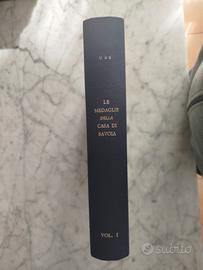 LE
MEDAGLIE
DELLA
CASA DI
SAVOIA
VOL. I
subito